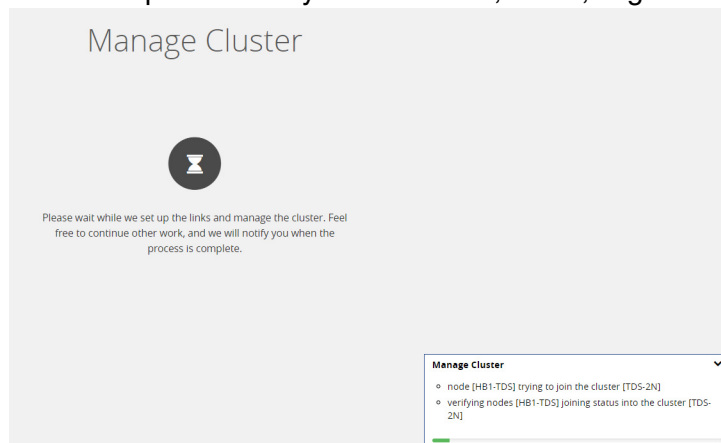 Manage Cluster
Please wait while we set up the links and manage the cluster. Feel
free to continue other work, and we will notify you when the
process is complete.
Manage Cluster
node [HB1-TDS] trying to join the cluster [TDS-2N]
verifying nodes [HB1-TDS] joining status into the cluster [TDS-
2N]